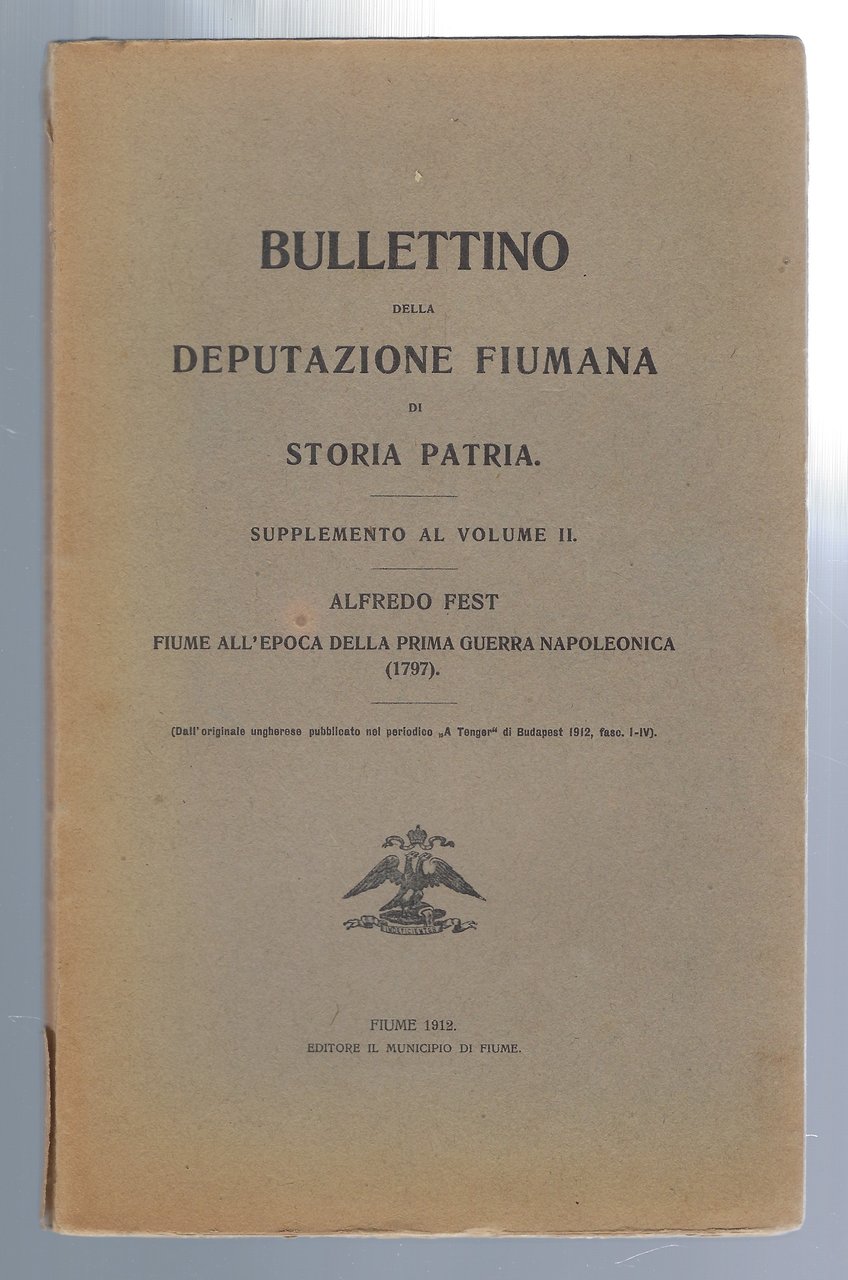 BULLETTINO
DELLA
DEPUTAZIONE FIUMANA
DI
STORIA PATRIA.
SUPPLEMENTO AL VOLUME II.
ALFREDO FEST
FIUME ALL'EPOCA DELLA PRIMA GUERRA NAPOLEONICA
(1797).
(Dall'originale ungherese pubblicato nel periodico „A Tenger“ di Budapest 1912, fasc. I-IV).
INDEFICIENTER
FIUME 1912.
EDITORE IL MUNICIPIO DI FIUME.